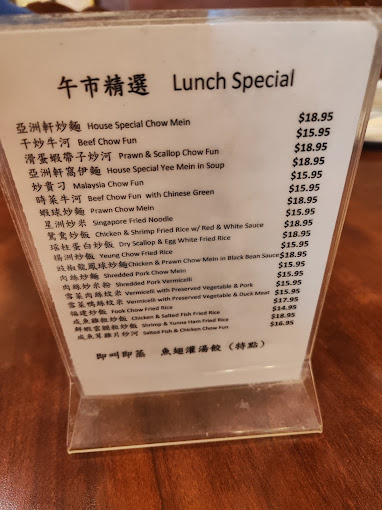 午市精選 Lunch Special
亞洲軒炒麵 House Special Chow Mein $18.95
干炒牛河 Beef Chow Fun $15.95
滑蛋蝦帶子炒河 Prawn & Scallop Chow Fun $18.95
亞洲軒窩伊麵 House Special Yee Mein in Soup $18.95
炒貴刁 Malaysia Chow Fun $15.95
時菜牛河 Beef Chow Fun with Chinese Green $15.95
蝦球炒麵 Prawn Chow Mein $18.95
星洲炒米 Singapore Fried Noodle $15.95
鴛鴦炒飯 Chicken & Shrimp Fried Rice w/ Red & White Sauce $18.95
瑤柱蛋白炒飯 Dry Scallop & Egg White Fried Rice $18.95
揚洲炒飯 Yeung Chow Fried Rice $15.95
豉椒龍鳳球炒麵 Chicken & Prawn Chow Mein in Black Bean Sauce $18.95
肉絲炒麵 Shredded Pork Chow Mein $15.95
肉絲炒米粉 Shredded Pork Vermicelli $15.95
雪菜肉絲炆米 Vermicelli with Preserved Vegetable & Pork $15.95
雪菜鴨絲炆米 Vermicelli with Preserved Vegetable & Duck Meat $15.95
福建炒飯 Fook Chow Fried Rice $17.95
咸魚雞粒炒飯 Chicken & Salted Fish Fried Rice $14.95
鮮蝦雲腿粒炒飯 Shrimp & Yunna Ham Fried Rice $18.95
咸魚茸雞片炒河 Salted Fish & Chicken Chow Fun $16.95
即叫即蒸 魚翅灌湯餃 (特點)